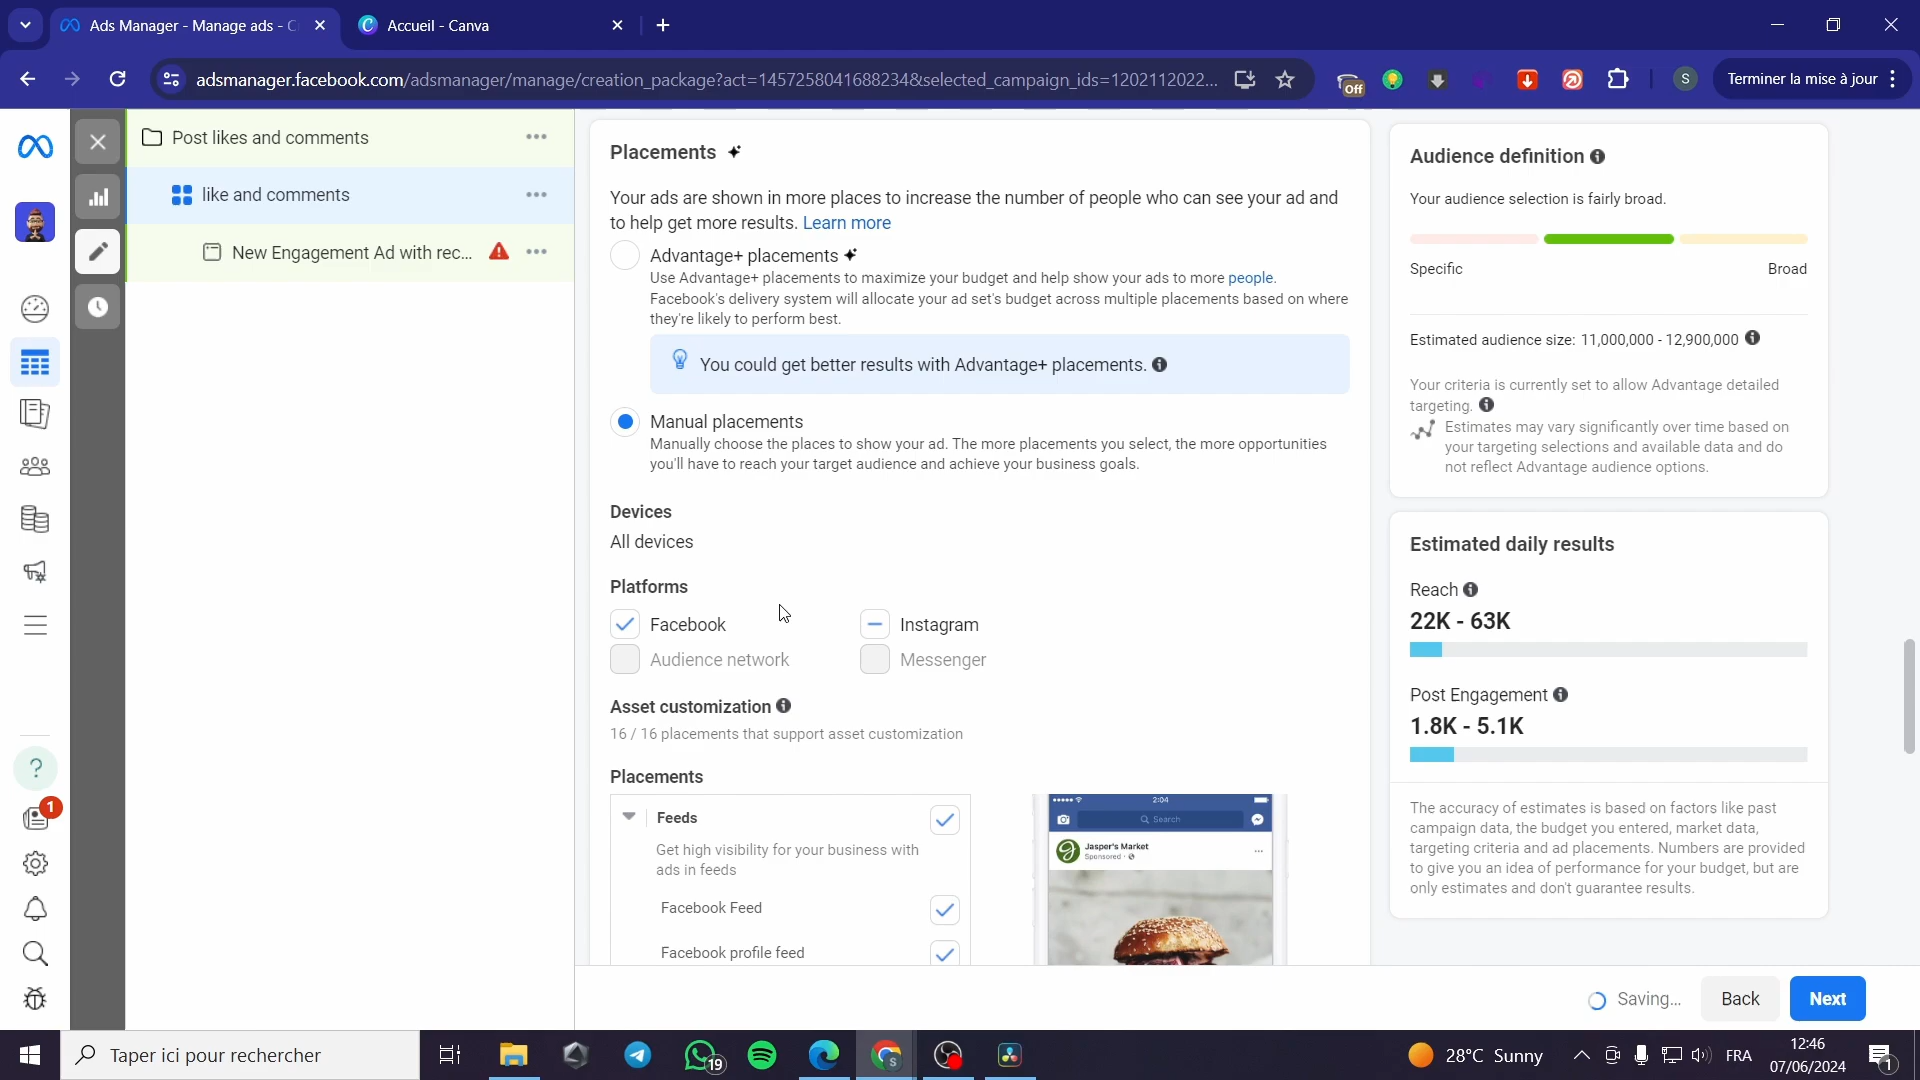 Ads Manager - Manage ads - C
Accueil - Canva
adsmanager.facebook.com/adsmanager/manage/creation_package?act=1457258041688234&selected_campaign_ids=1202112022...
Off
S
Terminer la mise à jour
Post likes and comments
like and comments
New Engagement Ad with rec...
Placements
Your ads are shown in more places to increase the number of people who can see your ad and
to help get more results. Learn more
Advantage+ placements
Use Advantage+ placements to maximize your budget and help show your ads to more people.
Facebook's delivery system will allocate your ad set's budget across multiple placements based on where
they're likely to perform best.
You could get better results with Advantage+ placements.
Manual placements
Manually choose the places to show your ad. The more placements you select, the more opportunities
you'll have to reach your target audience and achieve your business goals.
Devices
All devices
Platforms
Facebook
Instagram
Audience network
Messenger
Asset customization
16 / 16 placements that support asset customization
Placements
Feeds
Get high visibility for your business with
ads in feeds
Facebook Feed
Facebook profile feed
2:04
Search
Jasper's Market
Sponsored
Audience definition
Your audience selection is fairly broad.
Specific
Broad
Estimated audience size: 11,000,000 - 12,900,000
Your criteria is currently set to allow Advantage detailed
targeting.
Estimates may vary significantly over time based on
your targeting selections and available data and do
not reflect Advantage audience options.
Estimated daily results
Reach
22K - 63K
Post Engagement
1.8K - 5.1K
The accuracy of estimates is based on factors like past
campaign data, the budget you entered, market data,
targeting criteria and ad placements. Numbers are provided
to give you an idea of performance for your budget, but are
only estimates and don't guarantee results.
1
Saving...
Back
Next
Taper ici pour rechercher
19
S
28°C Sunny
FRA
12:46
07/06/2024
1